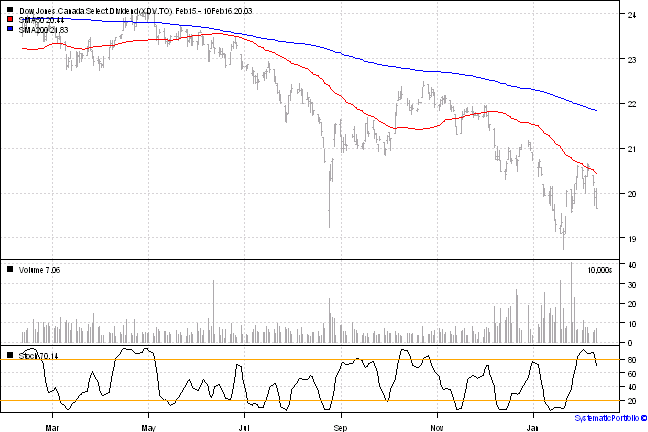 Dow Jones Canada Select Dividend (XDV.TO) Feb15 - 10Feb16 20.03
SMA50 20.44
SMA200 21.83
24
23
22
21
20
19
Volume 7.06
10,000s
40
30
20
10
0
Stoch 70.14
80
60
40
20
Mar
May
Jul
Sep
Nov
Jan
SystematicPortfolio ©